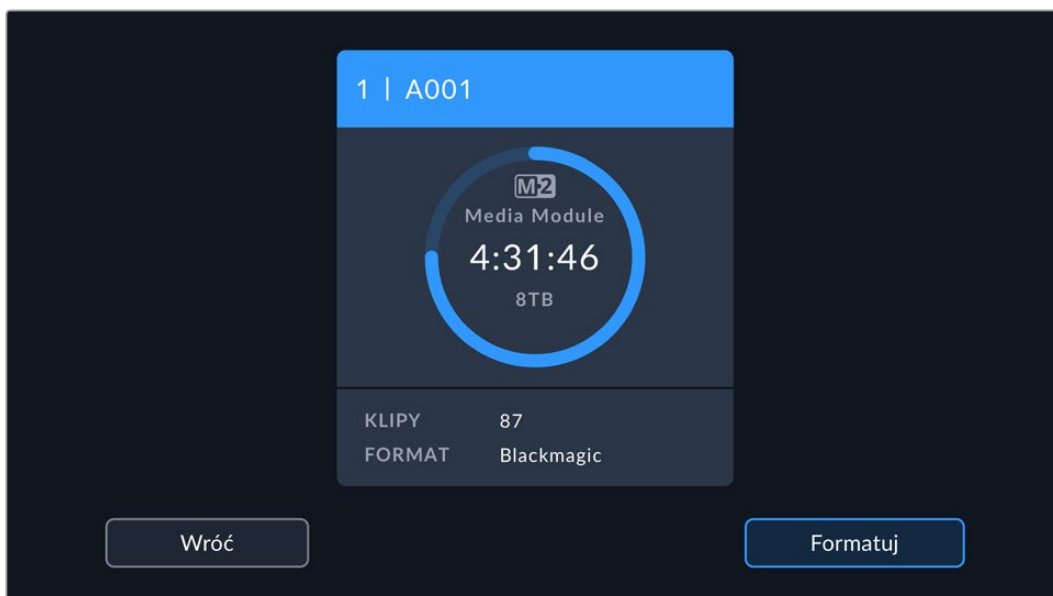 1 | A001
M2
Media Module
4:31:46
8TB
KLIPY 87
FORMAT Blackmagic
Wróć
Formatuj